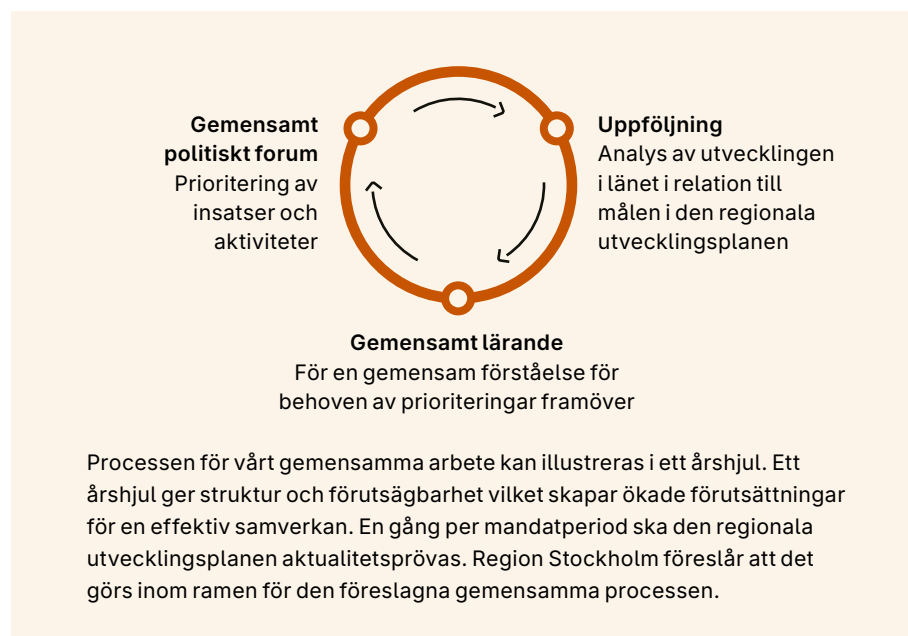 Gemensamt
politiskt forum
Prioritering av
insatser och
aktiviteter
Uppföljning
Analys av utvecklingen
i länet i relation till
målen i den regionala
utvecklingsplanen
Gemensamt lärande
För en gemensam förståelse för
behoven av prioriteringar framöver
Processen för vårt gemensamma arbete kan illustreras i ett årshjul. Ett
årshjul ger struktur och förutsägbarhet vilket skapar ökade förutsättningar
för en effektiv samverkan. En gång per mandatperiod ska den regionala
utvecklingsplanen aktualitetsprövas. Region Stockholm föreslår att det
görs inom ramen för den föreslagna gemensamma processen.